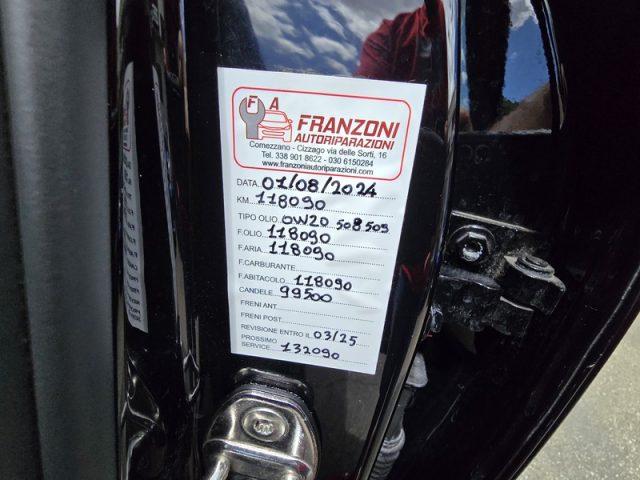 F A
FRANZONI
AUTORIPARAZIONI
Comezzano - Cizzago via delle Sorti, 16
Tel. 338 901 8622 - 030 6150284
www.franzoniautoriparazioni.com
DATA 01/08/2024
KM. 118090
TIPO OLIO 0W20 508 509
F.OLIO 118090
F.ARIA 118090
F.CARBURANTE
F.ABITACOLO 118090
CANDELE 99500
FRENI ANT.
FRENI POST.
REVISIONE ENTRO IL 03/25
PROSSIMO
SERVICE 132090